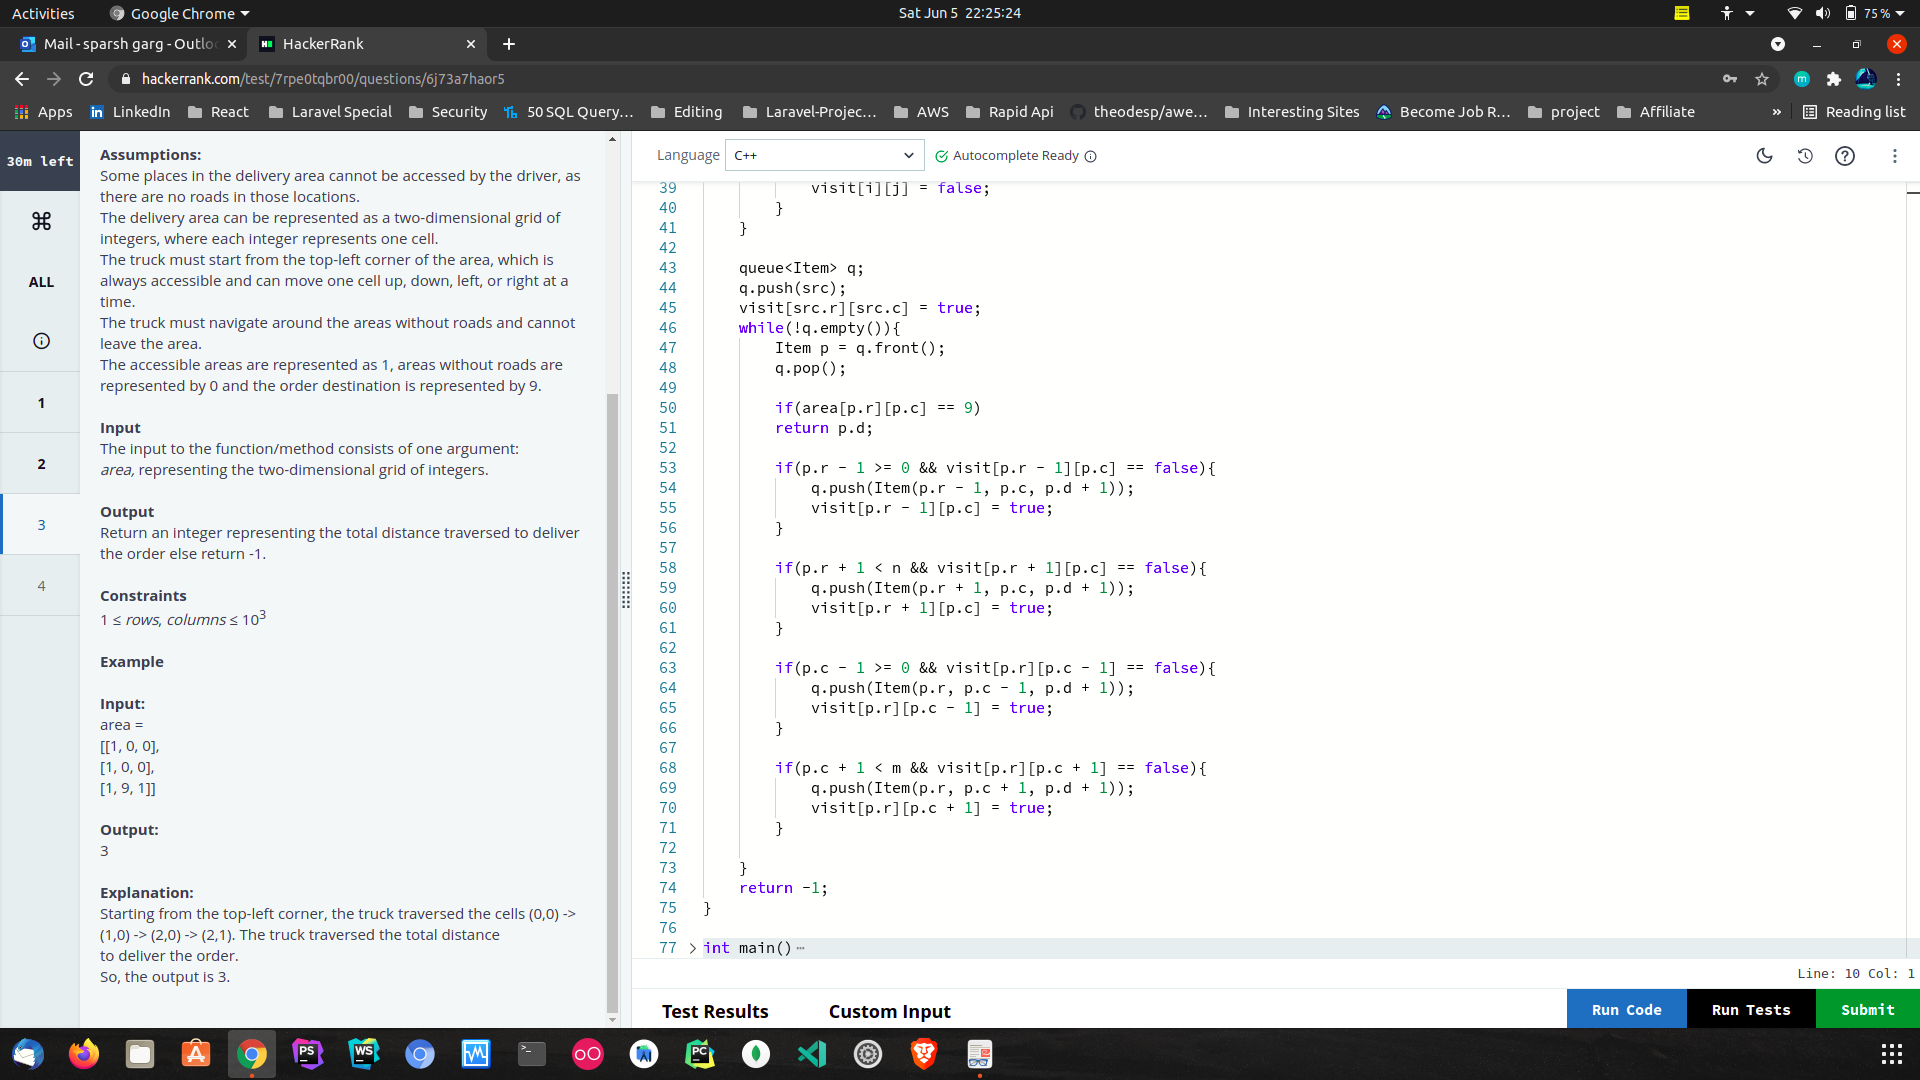 Activities
Google Chrome
Sat Jun 5 22:25:24
75 %
Mail - sparsh garg - Outlo
HackerRank
hackerrank.com/test/7rpe0tqbr00/questions/6j73a7haor5
Apps
LinkedIn
React
Laravel Special
Security
50 SQL Query...
Editing
Laravel-Projec...
AWS
Rapid Api
theodesp/awe...
Interesting Sites
Become Job R...
project
Affiliate
»
Reading list
30m left
ALL
1
2
3
4
Assumptions:
Some places in the delivery area cannot be accessed by the driver, as
there are no roads in those locations.
The delivery area can be represented as a two-dimensional grid of
integers, where each integer represents one cell.
The truck must start from the top-left corner of the area, which is
always accessible and can move one cell up, down, left, or right at a
time.
The truck must navigate around the areas without roads and cannot
leave the area.
The accessible areas are represented as 1, areas without roads are
represented by 0 and the order destination is represented by 9.
Input
The input to the function/method consists of one argument:
area, representing the two-dimensional grid of integers.
Output
Return an integer representing the total distance traversed to deliver
the order else return -1.
Constraints
1 ≤ rows, columns ≤ 10³
Example
Input:
area =
[[1, 0, 0],
[1, 0, 0],
[1, 9, 1]]
Output:
3
Explanation:
Starting from the top-left corner, the truck traversed the cells (0,0) ->
(1,0) -> (2,0) -> (2,1). The truck traversed the total distance
to deliver the order.
So, the output is 3.
Language
C++
Autocomplete Ready
39 visit[i][j] = false;
40 }
41 }
42
43 queue<Item> q;
44 q.push(src);
45 visit[src.r][src.c] = true;
46 while(!q.empty()){
47 Item p = q.front();
48 q.pop();
49
50 if(area[p.r][p.c] == 9)
51 return p.d;
52
53 if(p.r - 1 >= 0 && visit[p.r - 1][p.c] == false){
54 q.push(Item(p.r - 1, p.c, p.d + 1));
55 visit[p.r - 1][p.c] = true;
56 }
57
58 if(p.r + 1 < n && visit[p.r + 1][p.c] == false){
59 q.push(Item(p.r + 1, p.c, p.d + 1));
60 visit[p.r + 1][p.c] = true;
61 }
62
63 if(p.c - 1 >= 0 && visit[p.r][p.c - 1] == false){
64 q.push(Item(p.r, p.c - 1, p.d + 1));
65 visit[p.r][p.c - 1] = true;
66 }
67
68 if(p.c + 1 < m && visit[p.r][p.c + 1] == false){
69 q.push(Item(p.r, p.c + 1, p.d + 1));
70 visit[p.r][p.c + 1] = true;
71 }
72
73 }
74 return -1;
75 }
76
77 int main()
Line: 10 Col: 1
Test Results
Custom Input
Run Code
Run Tests
Submit
PS
WS
PC